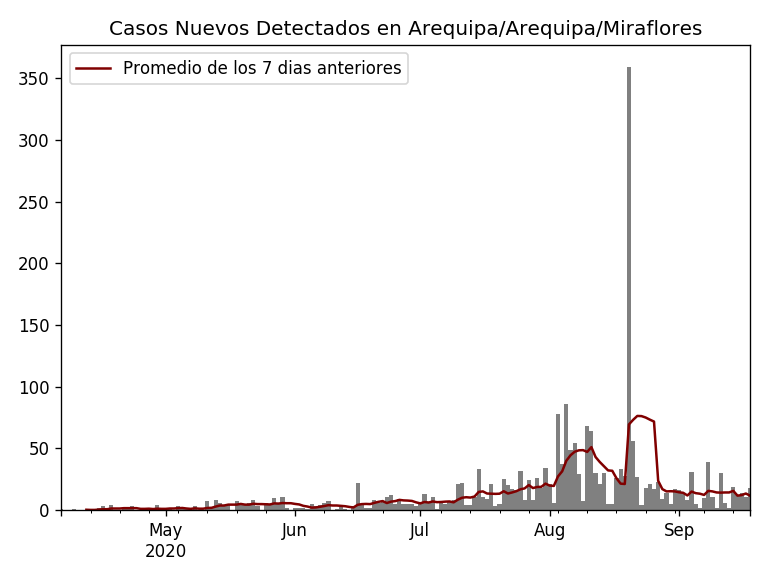 Casos Nuevos Detectados en Arequipa/Arequipa/Miraflores
Promedio de los 7 dias anteriores
350
300
250
200
150
100
50
0
May
2020
Jun
Jul
Aug
Sep